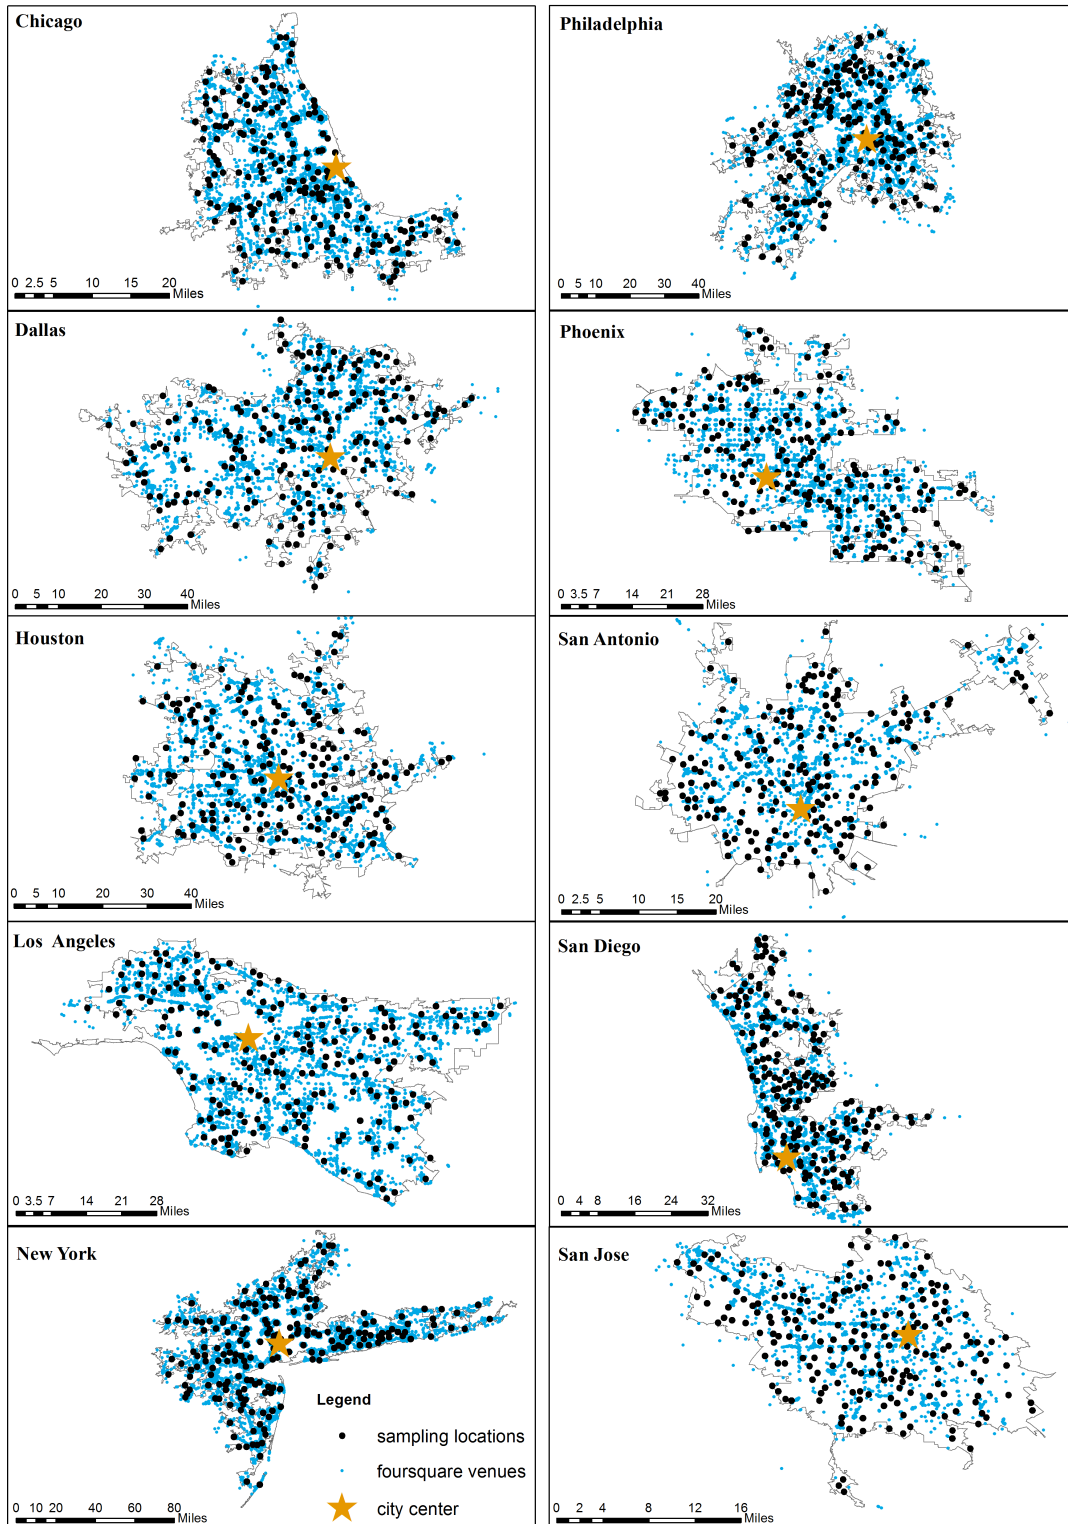 Chicago
0 2.5 5 10 15 20
Miles
Philadelphia
0 5 10 20 30 40
Miles
Dallas
0 5 10 20 30 40
Miles
Phoenix
0 3.5 7 14 21 28
Miles
Houston
0 5 10 20 30 40
Miles
San Antonio
0 2.5 5 10 15 20
Miles
Los Angeles
0 3.5 7 14 21 28
Miles
San Diego
0 4 8 16 24 32
Miles
New York
Legend
sampling locations
foursquare venues
city center
0 10 20 40 60 80
Miles
San Jose
0 2 4 8 12 16
Miles